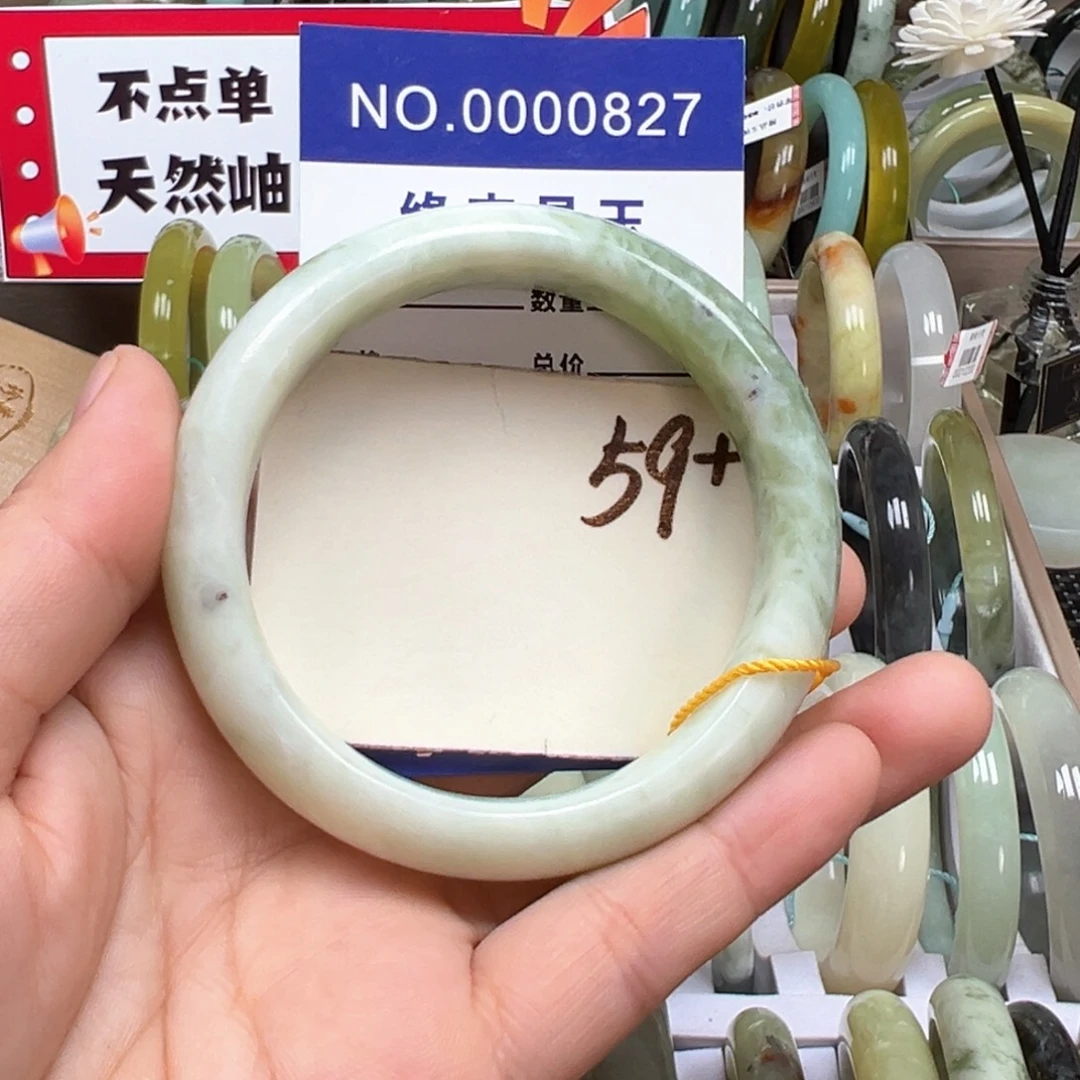 不点单
天然岫
NO.0000827
数量
总价
59+